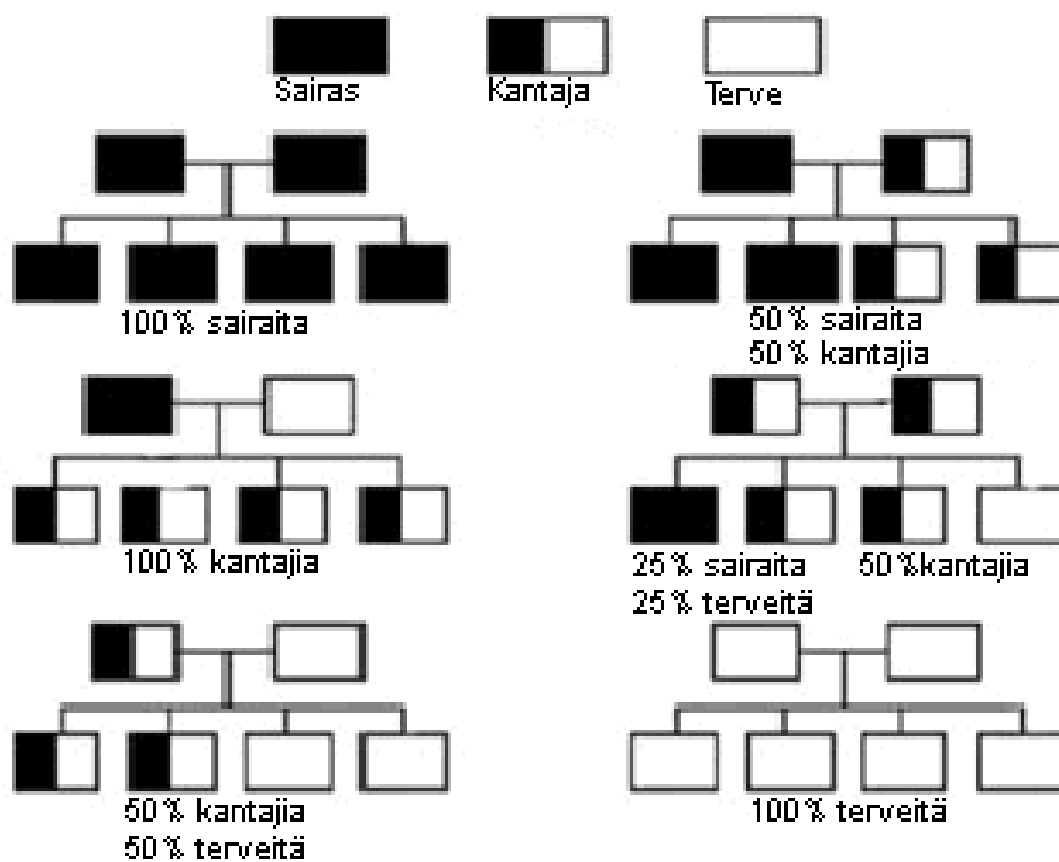 Sairas
Kantaja
Terve
100 % sairaita
50 % sairaita
50 % kantajia
100 % kantajia
25 % sairaita
50 %kantajia
25 % terveitä
50 % kantajia
50 % terveitä
100 % terveitä